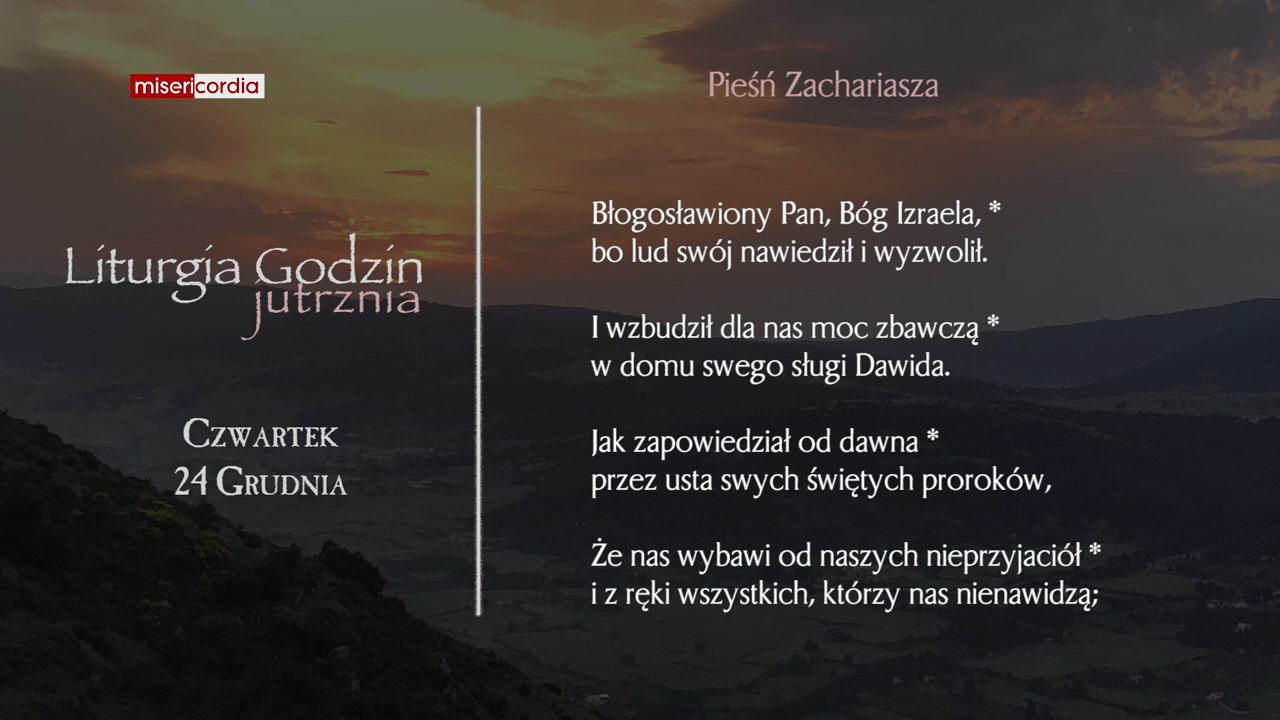 misericordia
Liturgia Godzin
jutrznia
Czwartek
24 Grudnia
Pieśń Zachariasza
Błogosławiony Pan, Bóg Izraela, *
bo lud swój nawiedził i wyzwolił.
I wzbudził dla nas moc zbawczą *
w domu swego sługi Dawida.
Jak zapowiedział od dawna *
przez usta swych świętych proroków,
Że nas wybawi od naszych nieprzyjaciół *
i z ręki wszystkich, którzy nas nienawidzą;